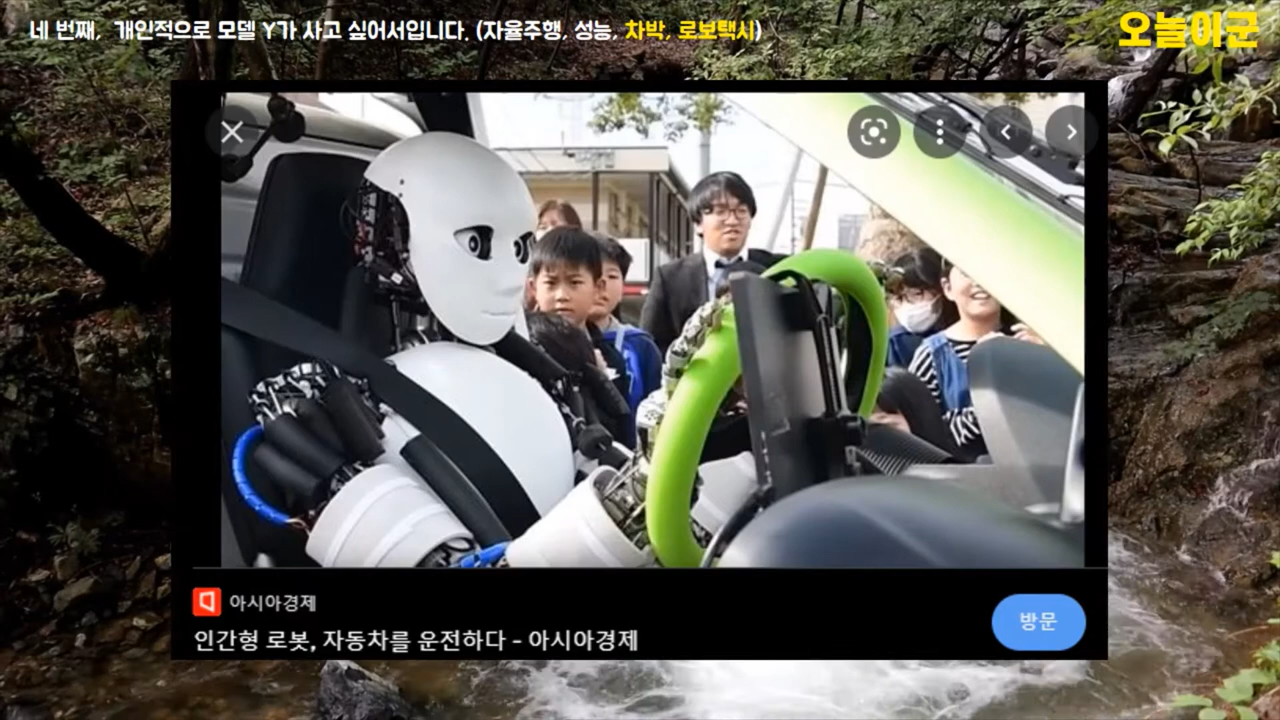 네 번째, 개인적으로 모델 Y가 사고 싶어서입니다. (자율주행, 성능, 차박, 로보택시)
오늘이군
아시아경제
인간형 로봇, 자동차를 운전하다 - 아시아경제
방문